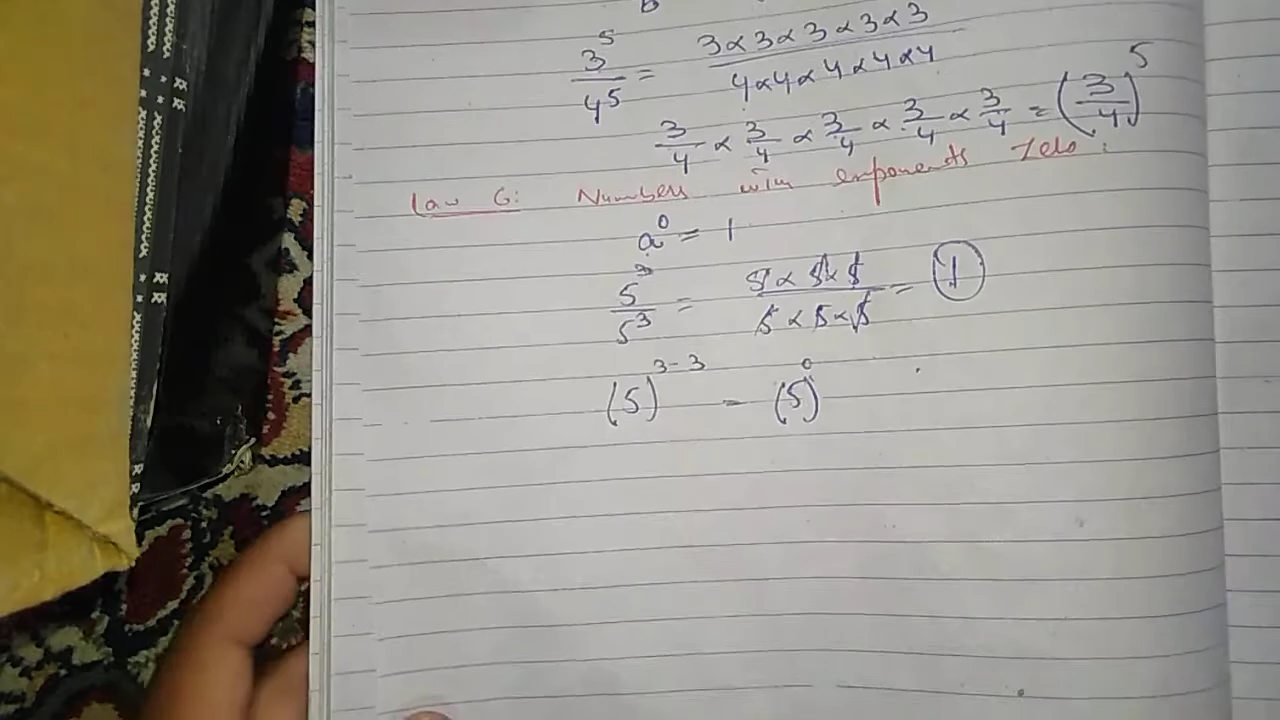 b
3^5/4^5 = 3×3×3×3×3/4×4×4×4×4
3/4 × 3/4 × 3/4 × 3/4 × 3/4 = (3/4)^5
Law 6: Numbers with exponents Zero:
a^0 = 1
5^3/5^3 = 5×5×5/5×5×5 = 1
(5)^3-3 - (5)^0